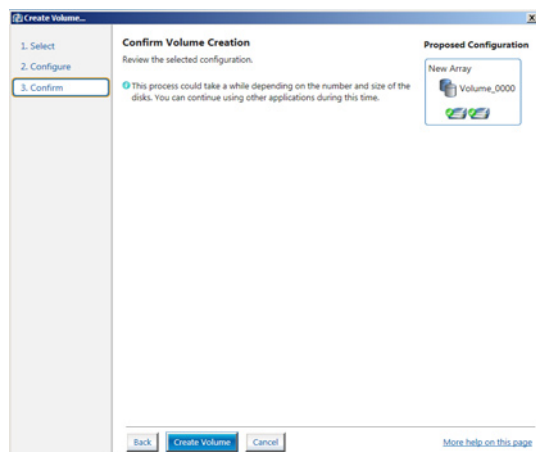 Create Volume...
X
1. Select
2. Configure
3. Confirm
Confirm Volume Creation
Review the selected configuration.
This process could take a while depending on the number and size of the
disks. You can continue using other applications during this time.
Proposed Configuration
New Array
Volume_0000
Back
Create Volume
Cancel
More help on this page